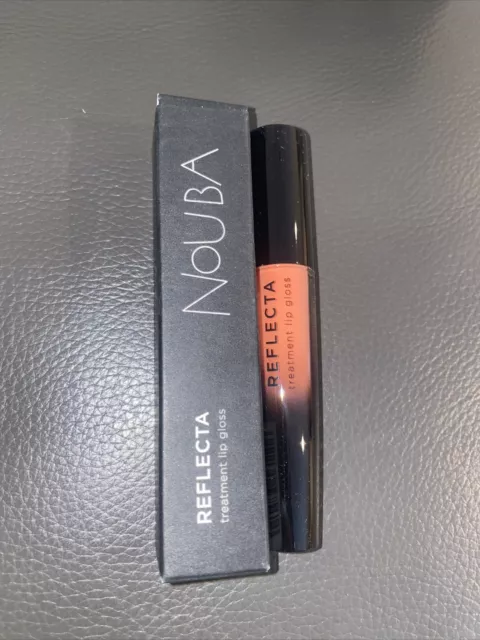 NOUBA
REFLECTA
treatment lip gloss
REFLECTA
treatment lip gloss